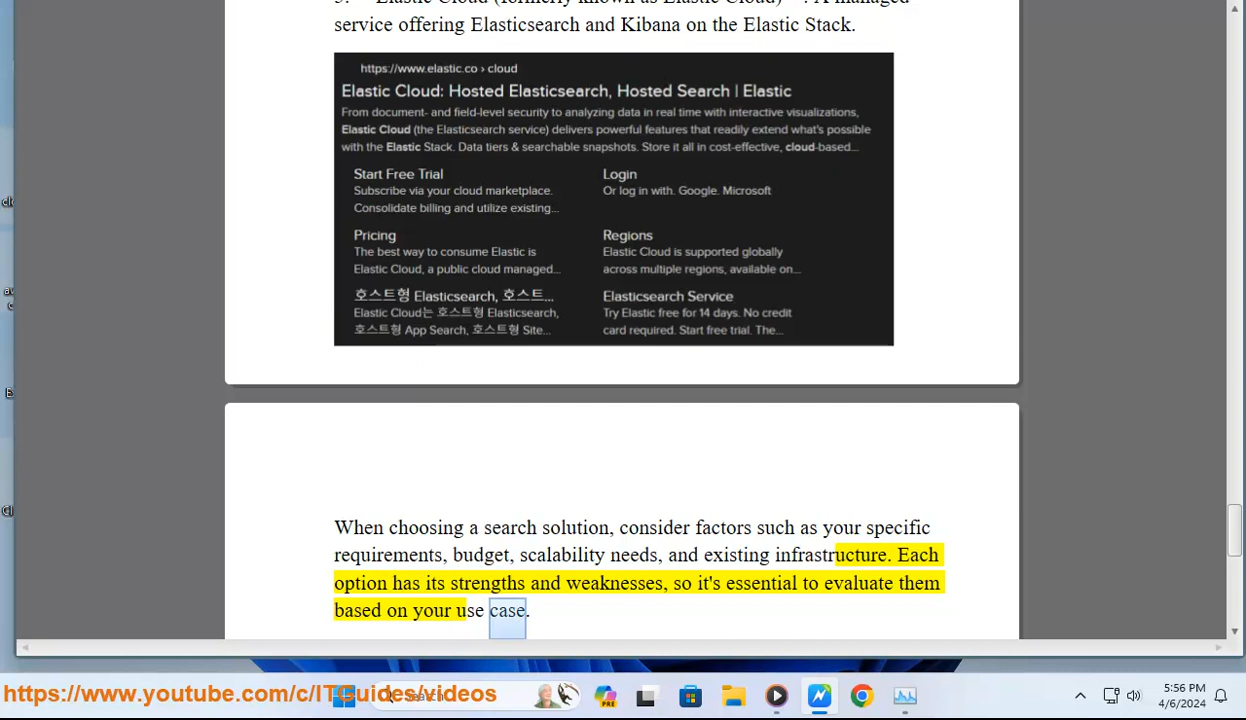 service offering Elasticsearch and Kibana on the Elastic Stack.
https://www.elastic.co › cloud
Elastic Cloud: Hosted Elasticsearch, Hosted Search | Elastic
From document- and field-level security to analyzing data in real time with interactive visualizations,
Elastic Cloud (the Elasticsearch service) delivers powerful features that readily extend what's possible
with the Elastic Stack. Data tiers & searchable snapshots. Store it all in cost-effective, cloud-based...
Start Free Trial
Subscribe via your cloud marketplace.
Consolidate billing and utilize existing...
Login
Or log in with. Google. Microsoft
Pricing
The best way to consume Elastic is
Elastic Cloud, a public cloud managed...
Regions
Elastic Cloud is supported globally
across multiple regions, available on...
호스트형 Elasticsearch, 호스트...
Elastic Cloud는 호스트형 Elasticsearch,
호스트형 App Search, 호스트형 Site...
Elasticsearch Service
Try Elastic free for 14 days. No credit
card required. Start free trial. The...
When choosing a search solution, consider factors such as your specific
requirements, budget, scalability needs, and existing infrastructure. Each
option has its strengths and weaknesses, so it's essential to evaluate them
based on your use case.
https://www.youtube.com/c/ITGuides/videos
Search
PRE
5:56 PM
4/6/2024